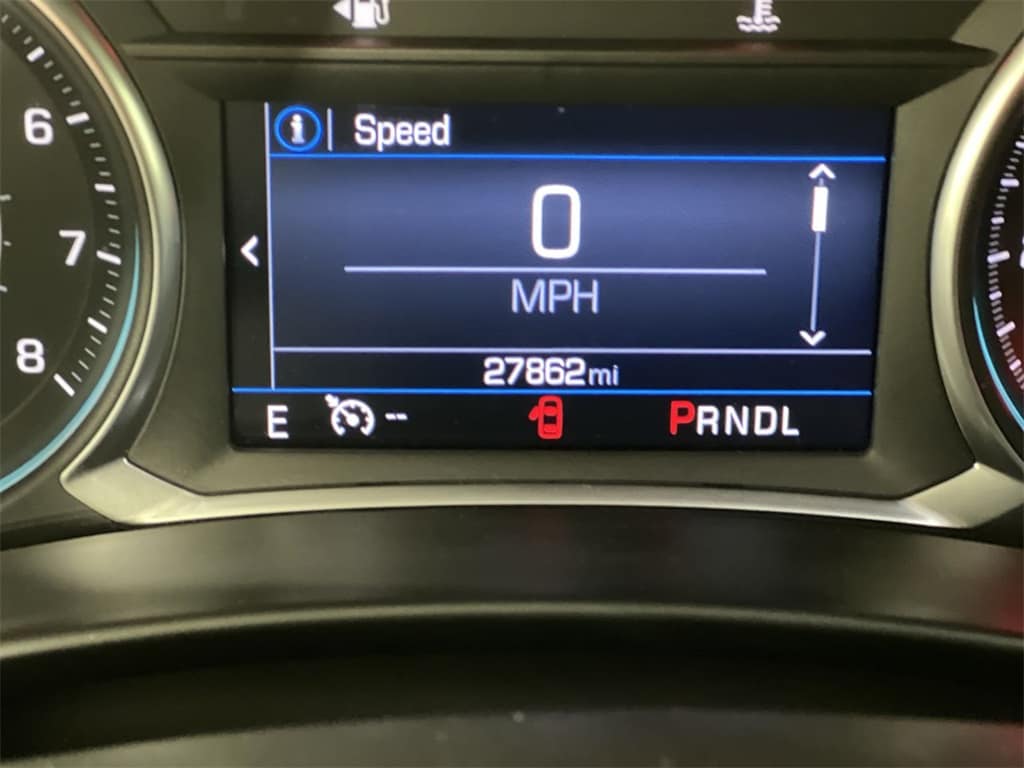 6
7
8
i Speed
0
MPH
27862mi
E -- PRNDL